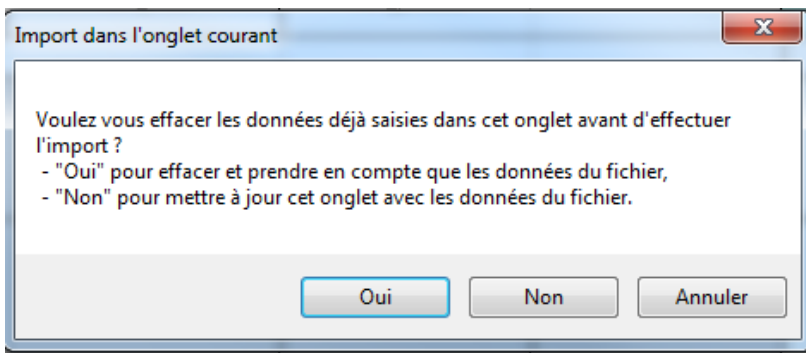 Import dans l'onglet courant
X
Voulez vous effacer les données déjà saisies dans cet onglet avant d'effectuer
l'import ?
- "Oui" pour effacer et prendre en compte que les données du fichier,
- "Non" pour mettre à jour cet onglet avec les données du fichier.
Oui Non Annuler